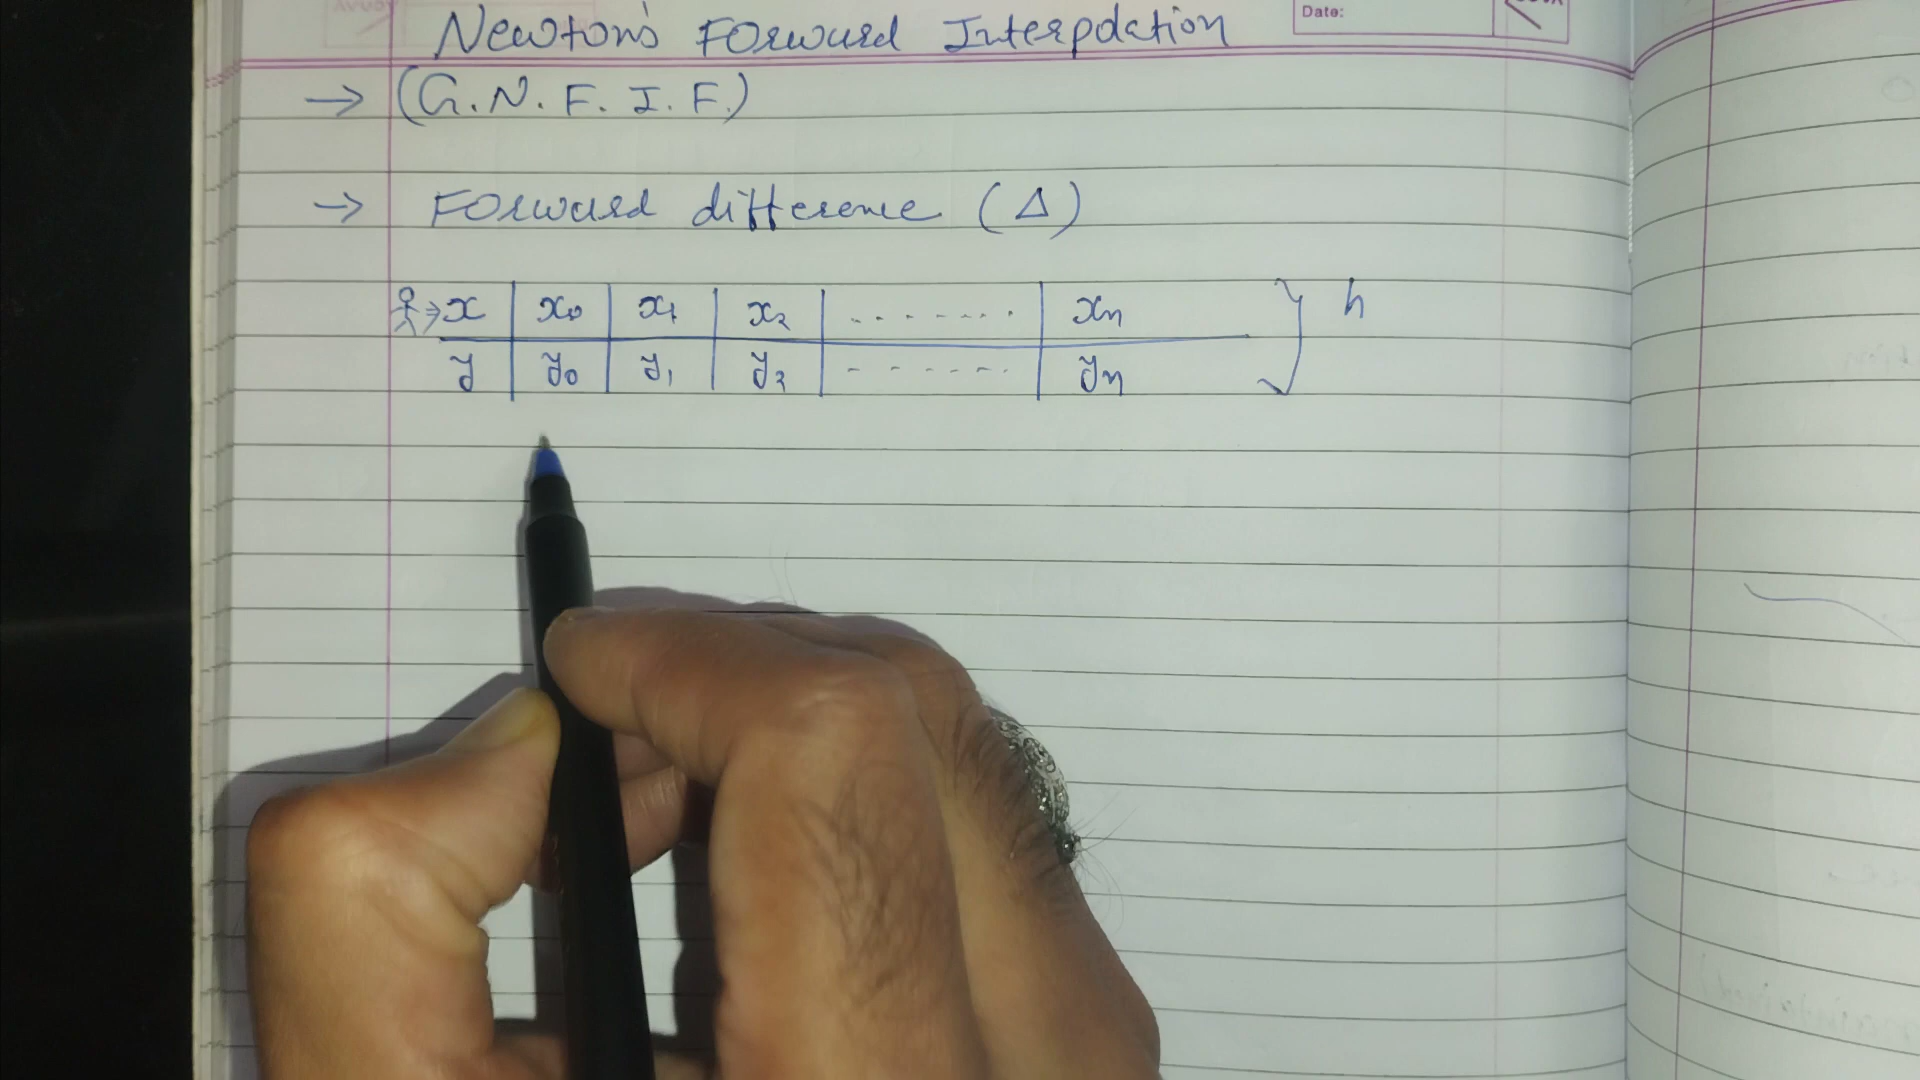 Date:
Newton's Forward Interpolation
→ (G.N.F.I.F.)
→ Forward difference (Δ)
x | x₀ | x₁ | x₂ | ........ | xn } h
y | y₀ | y₁ | y₂ | ........ | yn